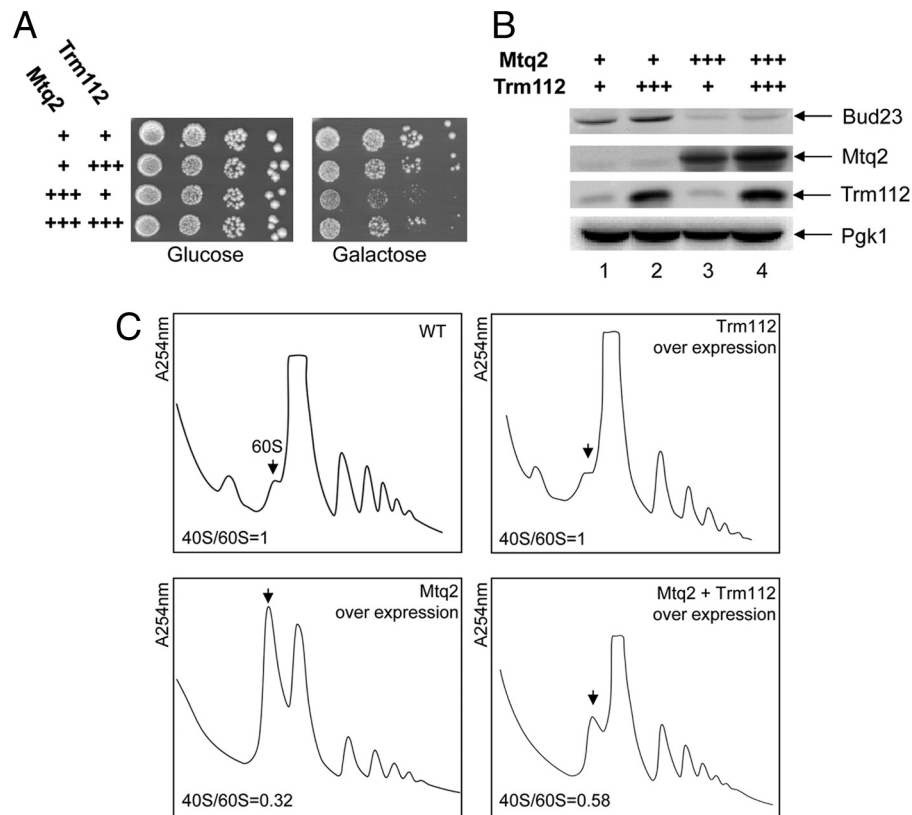 A
Mtq2
Trm112
+ +
+ +++
+++ +
+++ +++
Glucose
Galactose
B
Mtq2 + + +++ +++
Trm112 + +++ + +++
Bud23
Mtq2
Trm112
Pgk1
1 2 3 4
C
A254nm
WT
60S
40S/60S=1
A254nm
Trm112
over expression
40S/60S=1
A254nm
Mtq2
over expression
40S/60S=0.32
A254nm
Mtq2 + Trm112
over expression
40S/60S=0.58